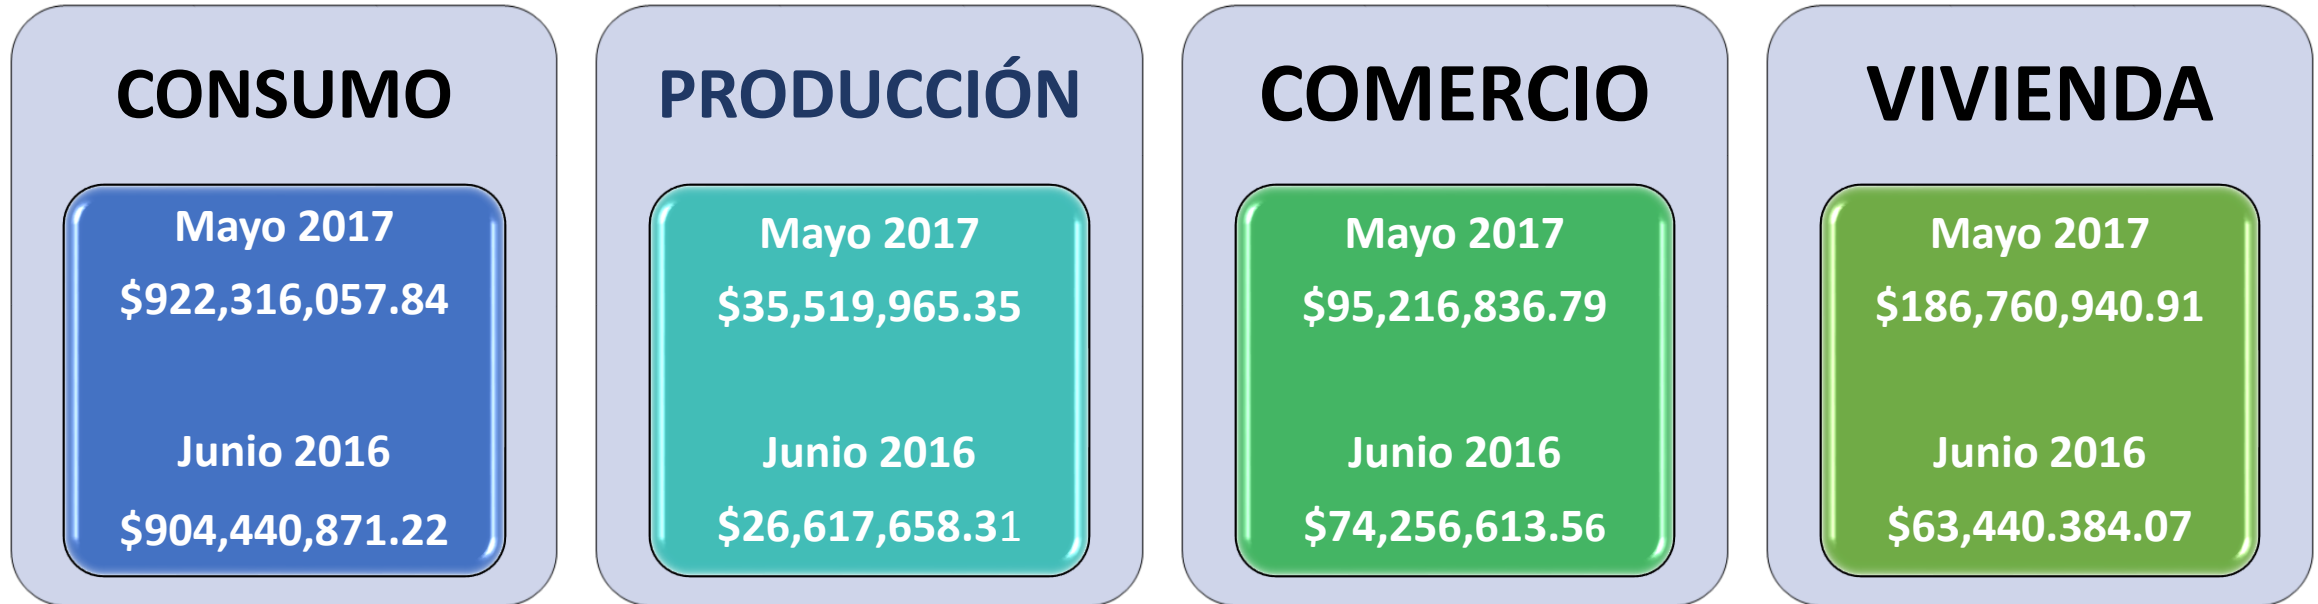 CONSUMO
Mayo 2017
$922,316,057.84
Junio 2016
$904,440,871.22
PRODUCCIÓN
Mayo 2017
$35,519,965.35
Junio 2016
$26,617,658.31
COMERCIO
Mayo 2017
$95,216,836.79
Junio 2016
$74,256,613.56
VIVIENDA
Mayo 2017
$186,760,940.91
Junio 2016
$63,440.384.07